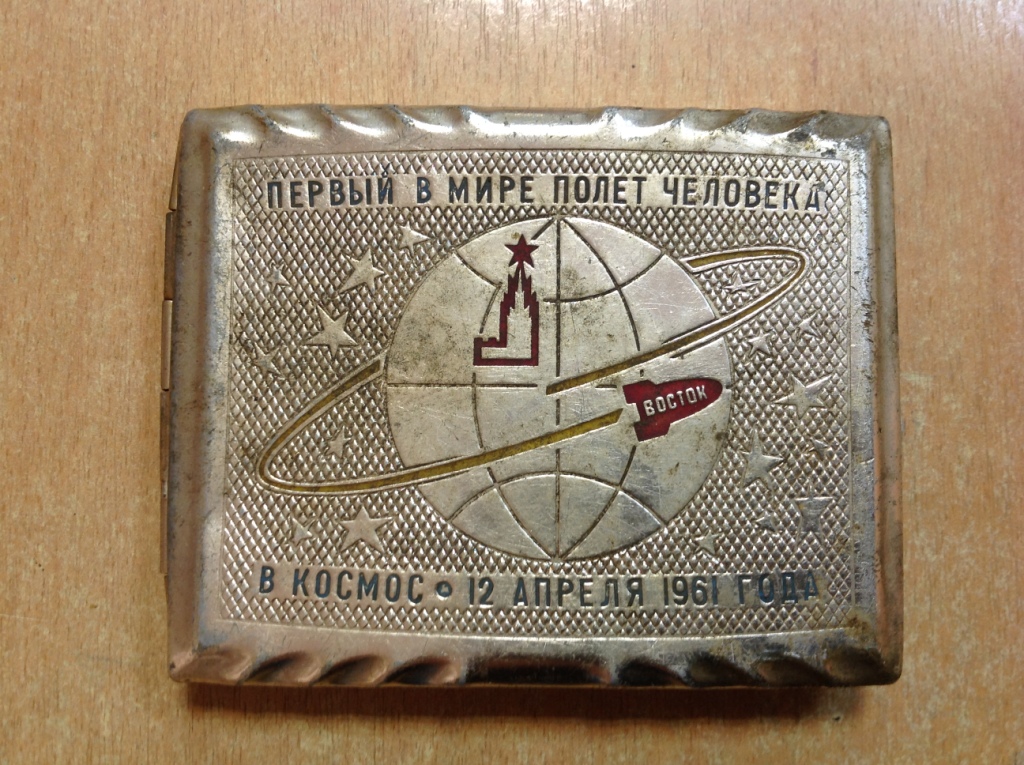 ПЕРВЫЙ В МИРЕ ПОЛЕТ ЧЕЛОВЕКА
ВОСТОК
В КОСМОС • 12 АПРЕЛЯ 1961 ГОДА